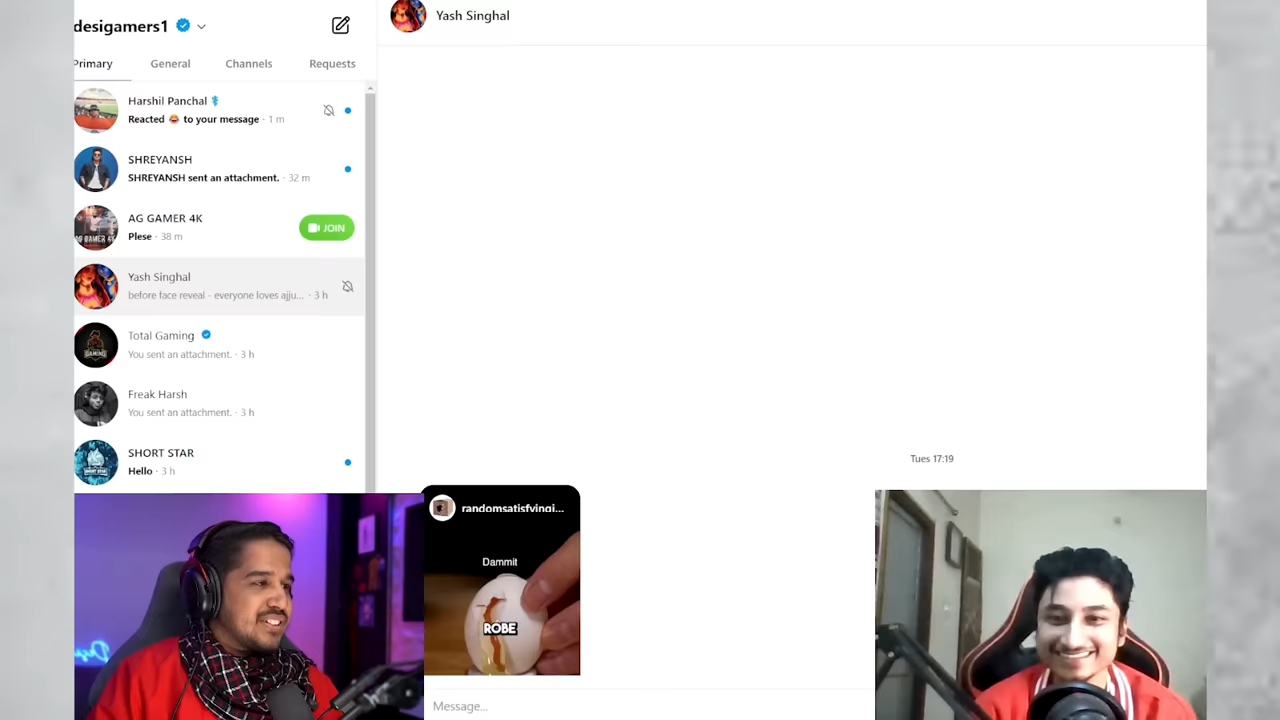 desigamers1
Primary General Channels Requests
Harshil Panchal
Reacted 😂 to your message · 1 m
SHREYANSH
SHREYANSH sent an attachment. · 32 m
AG GAMER 4K
Plese · 38 m
JOIN
Yash Singhal
before face reveal - everyone loves ajju... · 3 h
Total Gaming
You sent an attachment. · 3 h
Freak Harsh
You sent an attachment. · 3 h
SHORT STAR
Hello · 3 h
Yash Singhal
Tues 17:19
randomsatisfyingi...
Dammit
ROBE
Message...